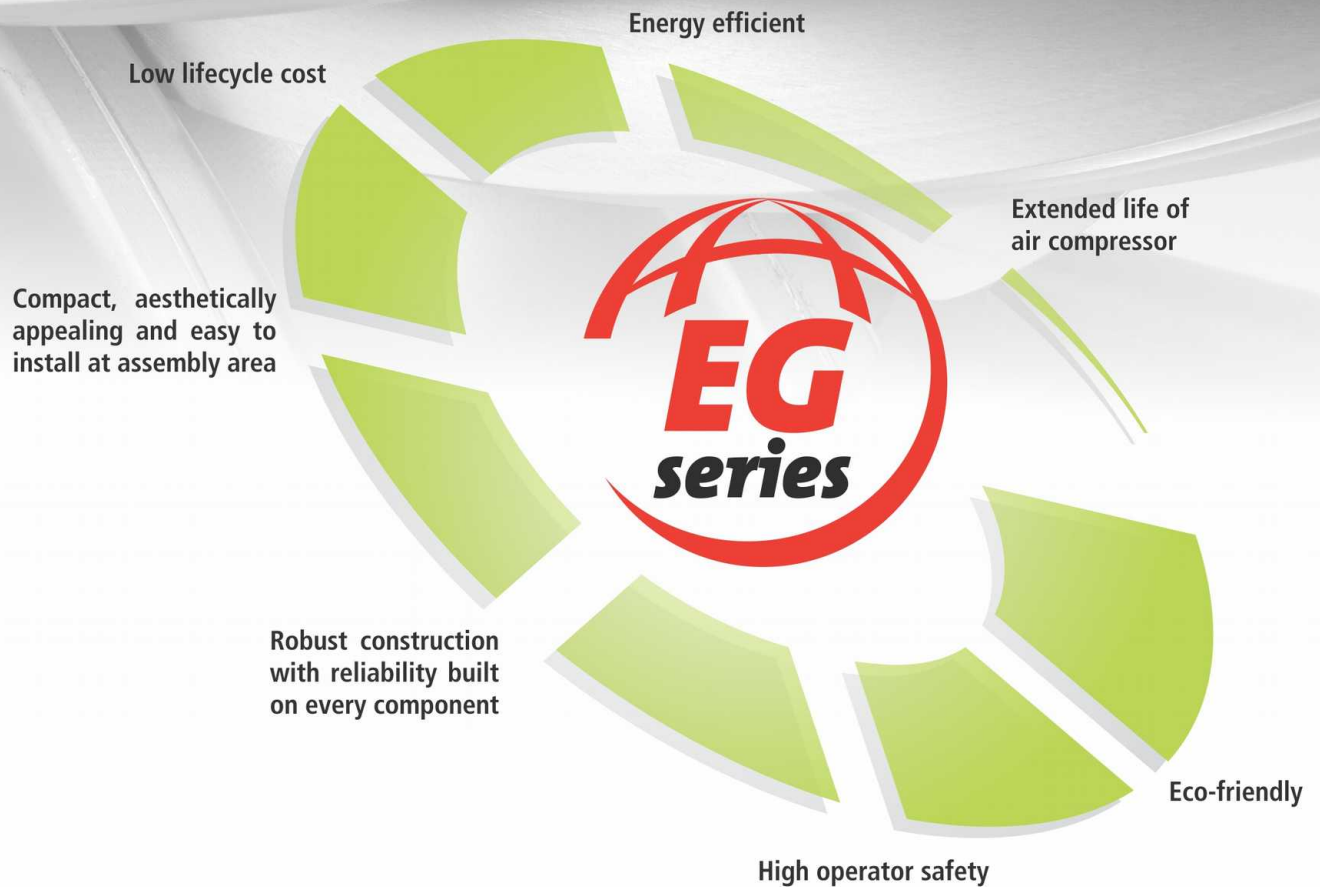 Energy efficient
Low lifecycle cost
Extended life of
air compressor
Compact, aesthetically
appealing and easy to
install at assembly area
EG
series
Robust construction
with reliability built
on every component
Eco-friendly
High operator safety